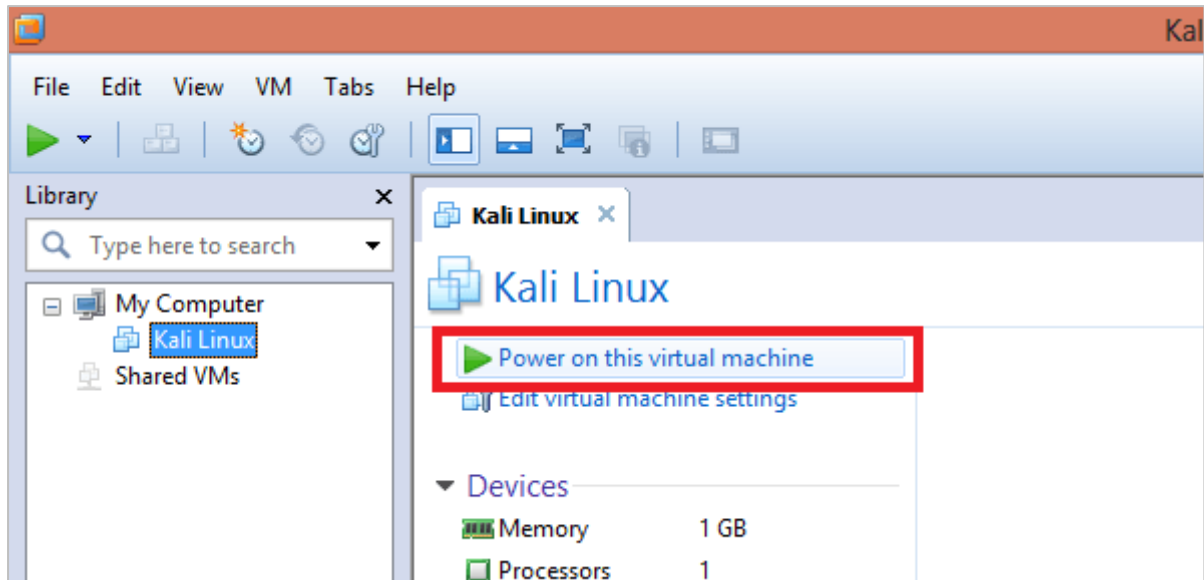 Kal
File Edit View VM Tabs Help
Library
Type here to search
My Computer
Kali Linux
Shared VMs
Kali Linux
Kali Linux
Power on this virtual machine
Edit virtual machine settings
Devices
Memory 1 GB
Processors 1